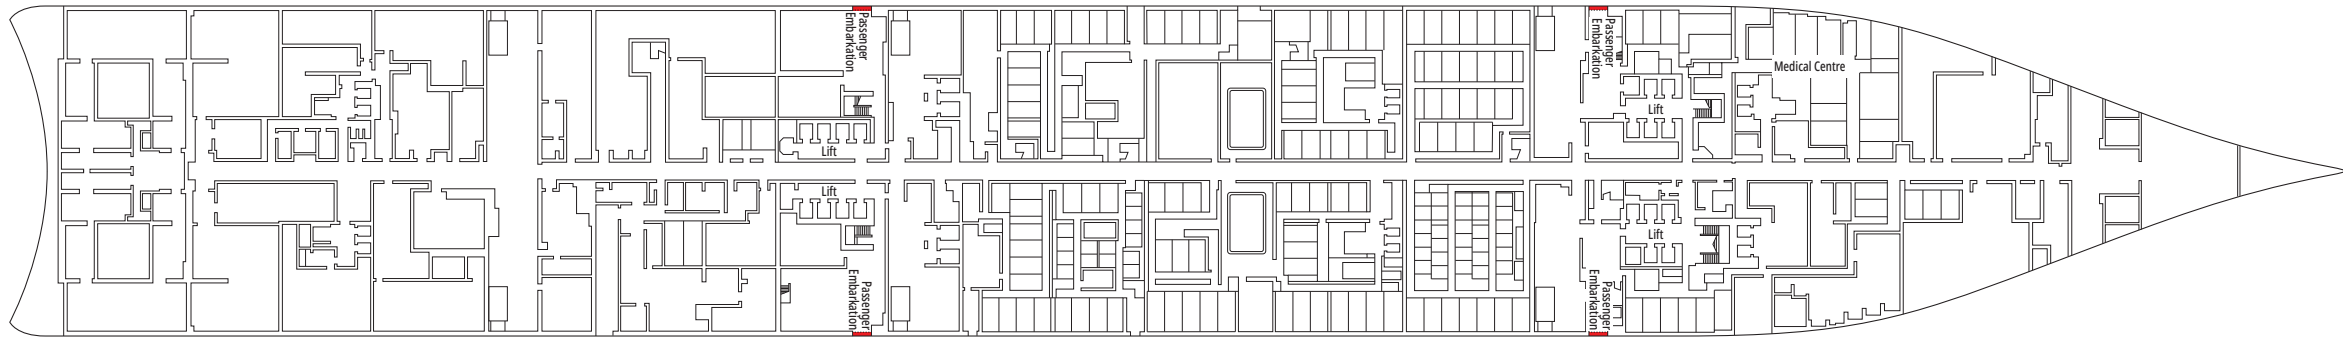 Passenger
Embarkation
Passenger
Embarkation
Medical Centre
Lift
Lift
Lift
Lift
Passenger
Embarkation
Passenger
Embarkation